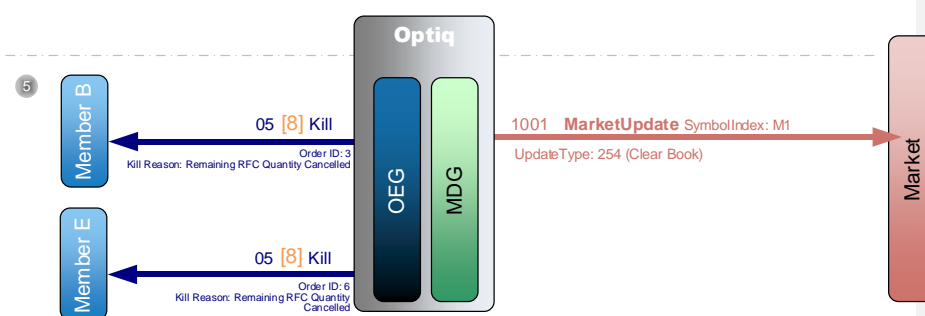 Optiq
5
Member B
05 [8] Kill
Order ID: 3
Kill Reason: Remaining RFC Quantity Cancelled
OEG
MDG
1001 MarketUpdate SymbolIndex: M1
UpdateType: 254 (Clear Book)
Market
Member E
05 [8] Kill
Order ID: 6
Kill Reason: Remaining RFC Quantity
Cancelled